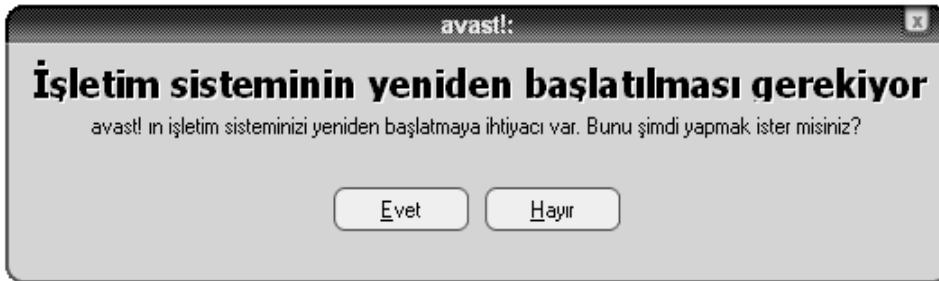 avast!:
x
İşletim sisteminin yeniden başlatılması gerekiyor
avast! ın işletim sisteminizi yeniden başlatmaya ihtiyacı var. Bunu şimdi yapmak ister misiniz?
Evet Hayır